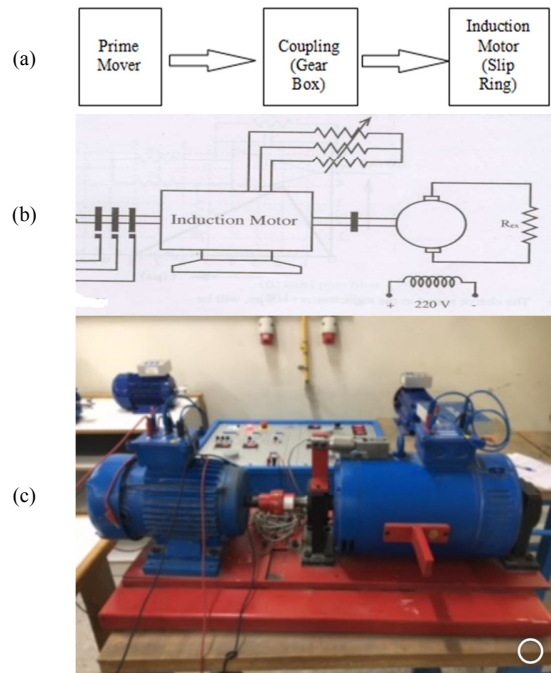 (a)
Prime
Mover
Coupling
(Gear
Box)
Induction
Motor
(Slip
Ring)
(b)
Induction Motor
Rex
+ 220 V -
(c)